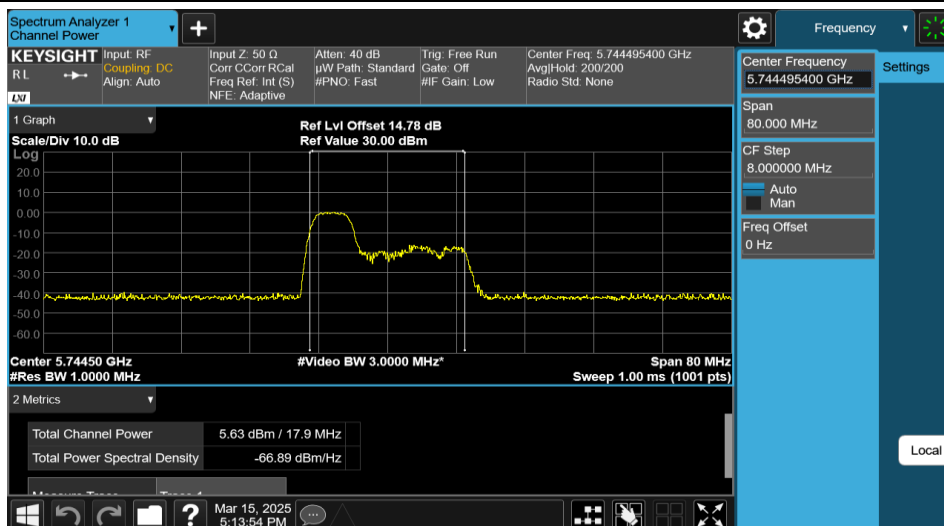 Spectrum Analyzer 1
Channel Power
+
Frequency
KEYSIGHT
R L
LXI
Input: RF
Coupling: DC
Align: Auto
Input Z: 50 Ω
Corr CCorr RCal
Freq Ref: Int (S)
NFE: Adaptive
Atten: 40 dB
µW Path: Standard
#PNO: Fast
Trig: Free Run
Gate: Off
#IF Gain: Low
Center Freq: 5.744495400 GHz
Avg|Hold: 200/200
Radio Std: None
Center Frequency
5.744495400 GHz
Settings
Span
80.000 MHz
CF Step
8.000000 MHz
Auto
Man
Freq Offset
0 Hz
Local
1 Graph
Scale/Div 10.0 dB
Ref Lvl Offset 14.78 dB
Ref Value 30.00 dBm
Log
20.0
10.0
0.00
-10.0
-20.0
-30.0
-40.0
-50.0
-60.0
Center 5.74450 GHz
#Video BW 3.0000 MHz*
Span 80 MHz
#Res BW 1.0000 MHz
Sweep 1.00 ms (1001 pts)
2 Metrics
Total Channel Power 5.63 dBm / 17.9 MHz
Total Power Spectral Density -66.89 dBm/Hz
?
Mar 15, 2025
5:13:54 PM